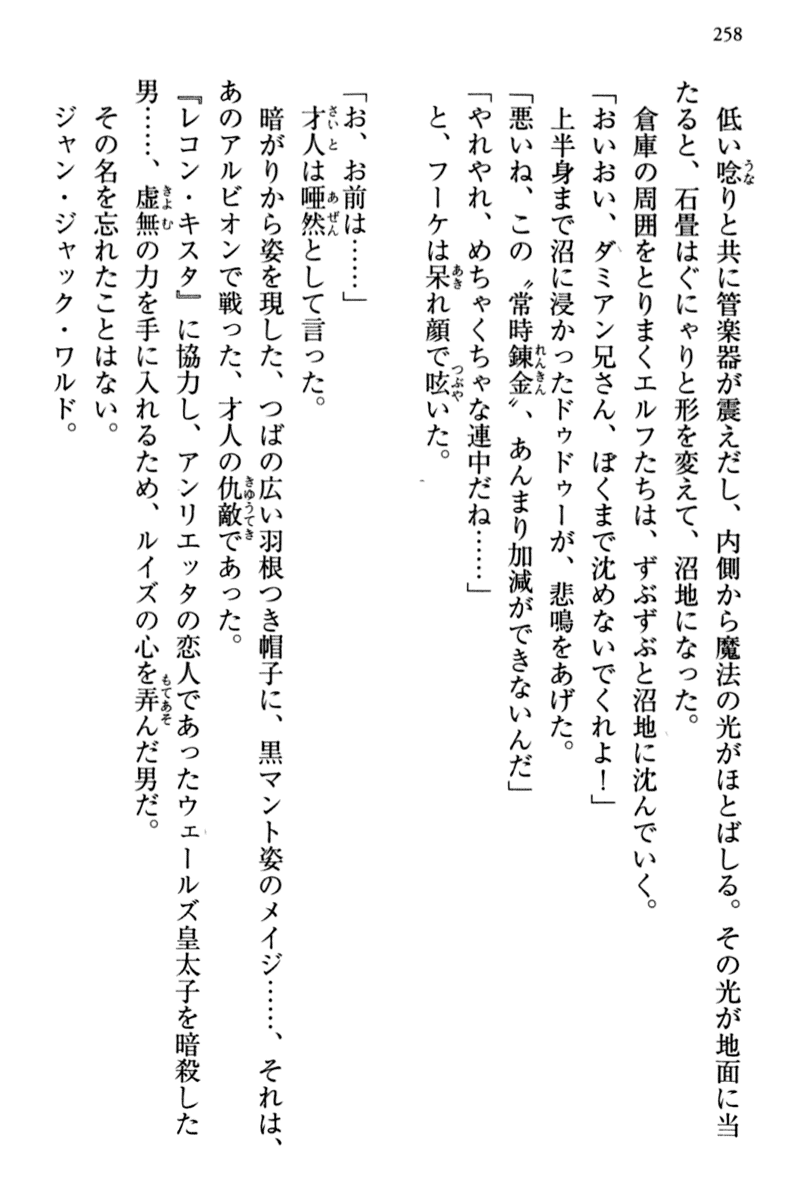 258
低い唸りと共に管楽器が震えだし、内側から魔法の光がほとばしる。その光が地面に当
たると、石畳はぐにゃりと形を変えて、沼地になった。
倉庫の周囲をとりまくエルフたちは、ずぶずぶと沼地に沈んでいく。
「おいおい、ダミアン兄さん、ぼくまで沈めないでくれよ！」
上半身まで沼に浸かったドゥドゥーが、悲鳴をあげた。
「悪いね、この〝常時錬金〟、あんまり加減ができないんだ」
「やれやれ、めちゃくちゃな連中だね……」
と、フーケは呆れ顔で呟いた。
「お、お前は……」
才人は唖然として言った。
暗がりから姿を現した、つばの広い羽根つき帽子に、黒マント姿のメイジ……、それは、
あのアルビオンで戦った、才人の仇敵であった。
『レコン・キスタ』に協力し、アンリエッタの恋人であったウェールズ皇太子を暗殺した
男……、虚無の力を手に入れるため、ルイズの心を弄んだ男だ。
その名を忘れたことはない。
ジャン・ジャック・ワルド。